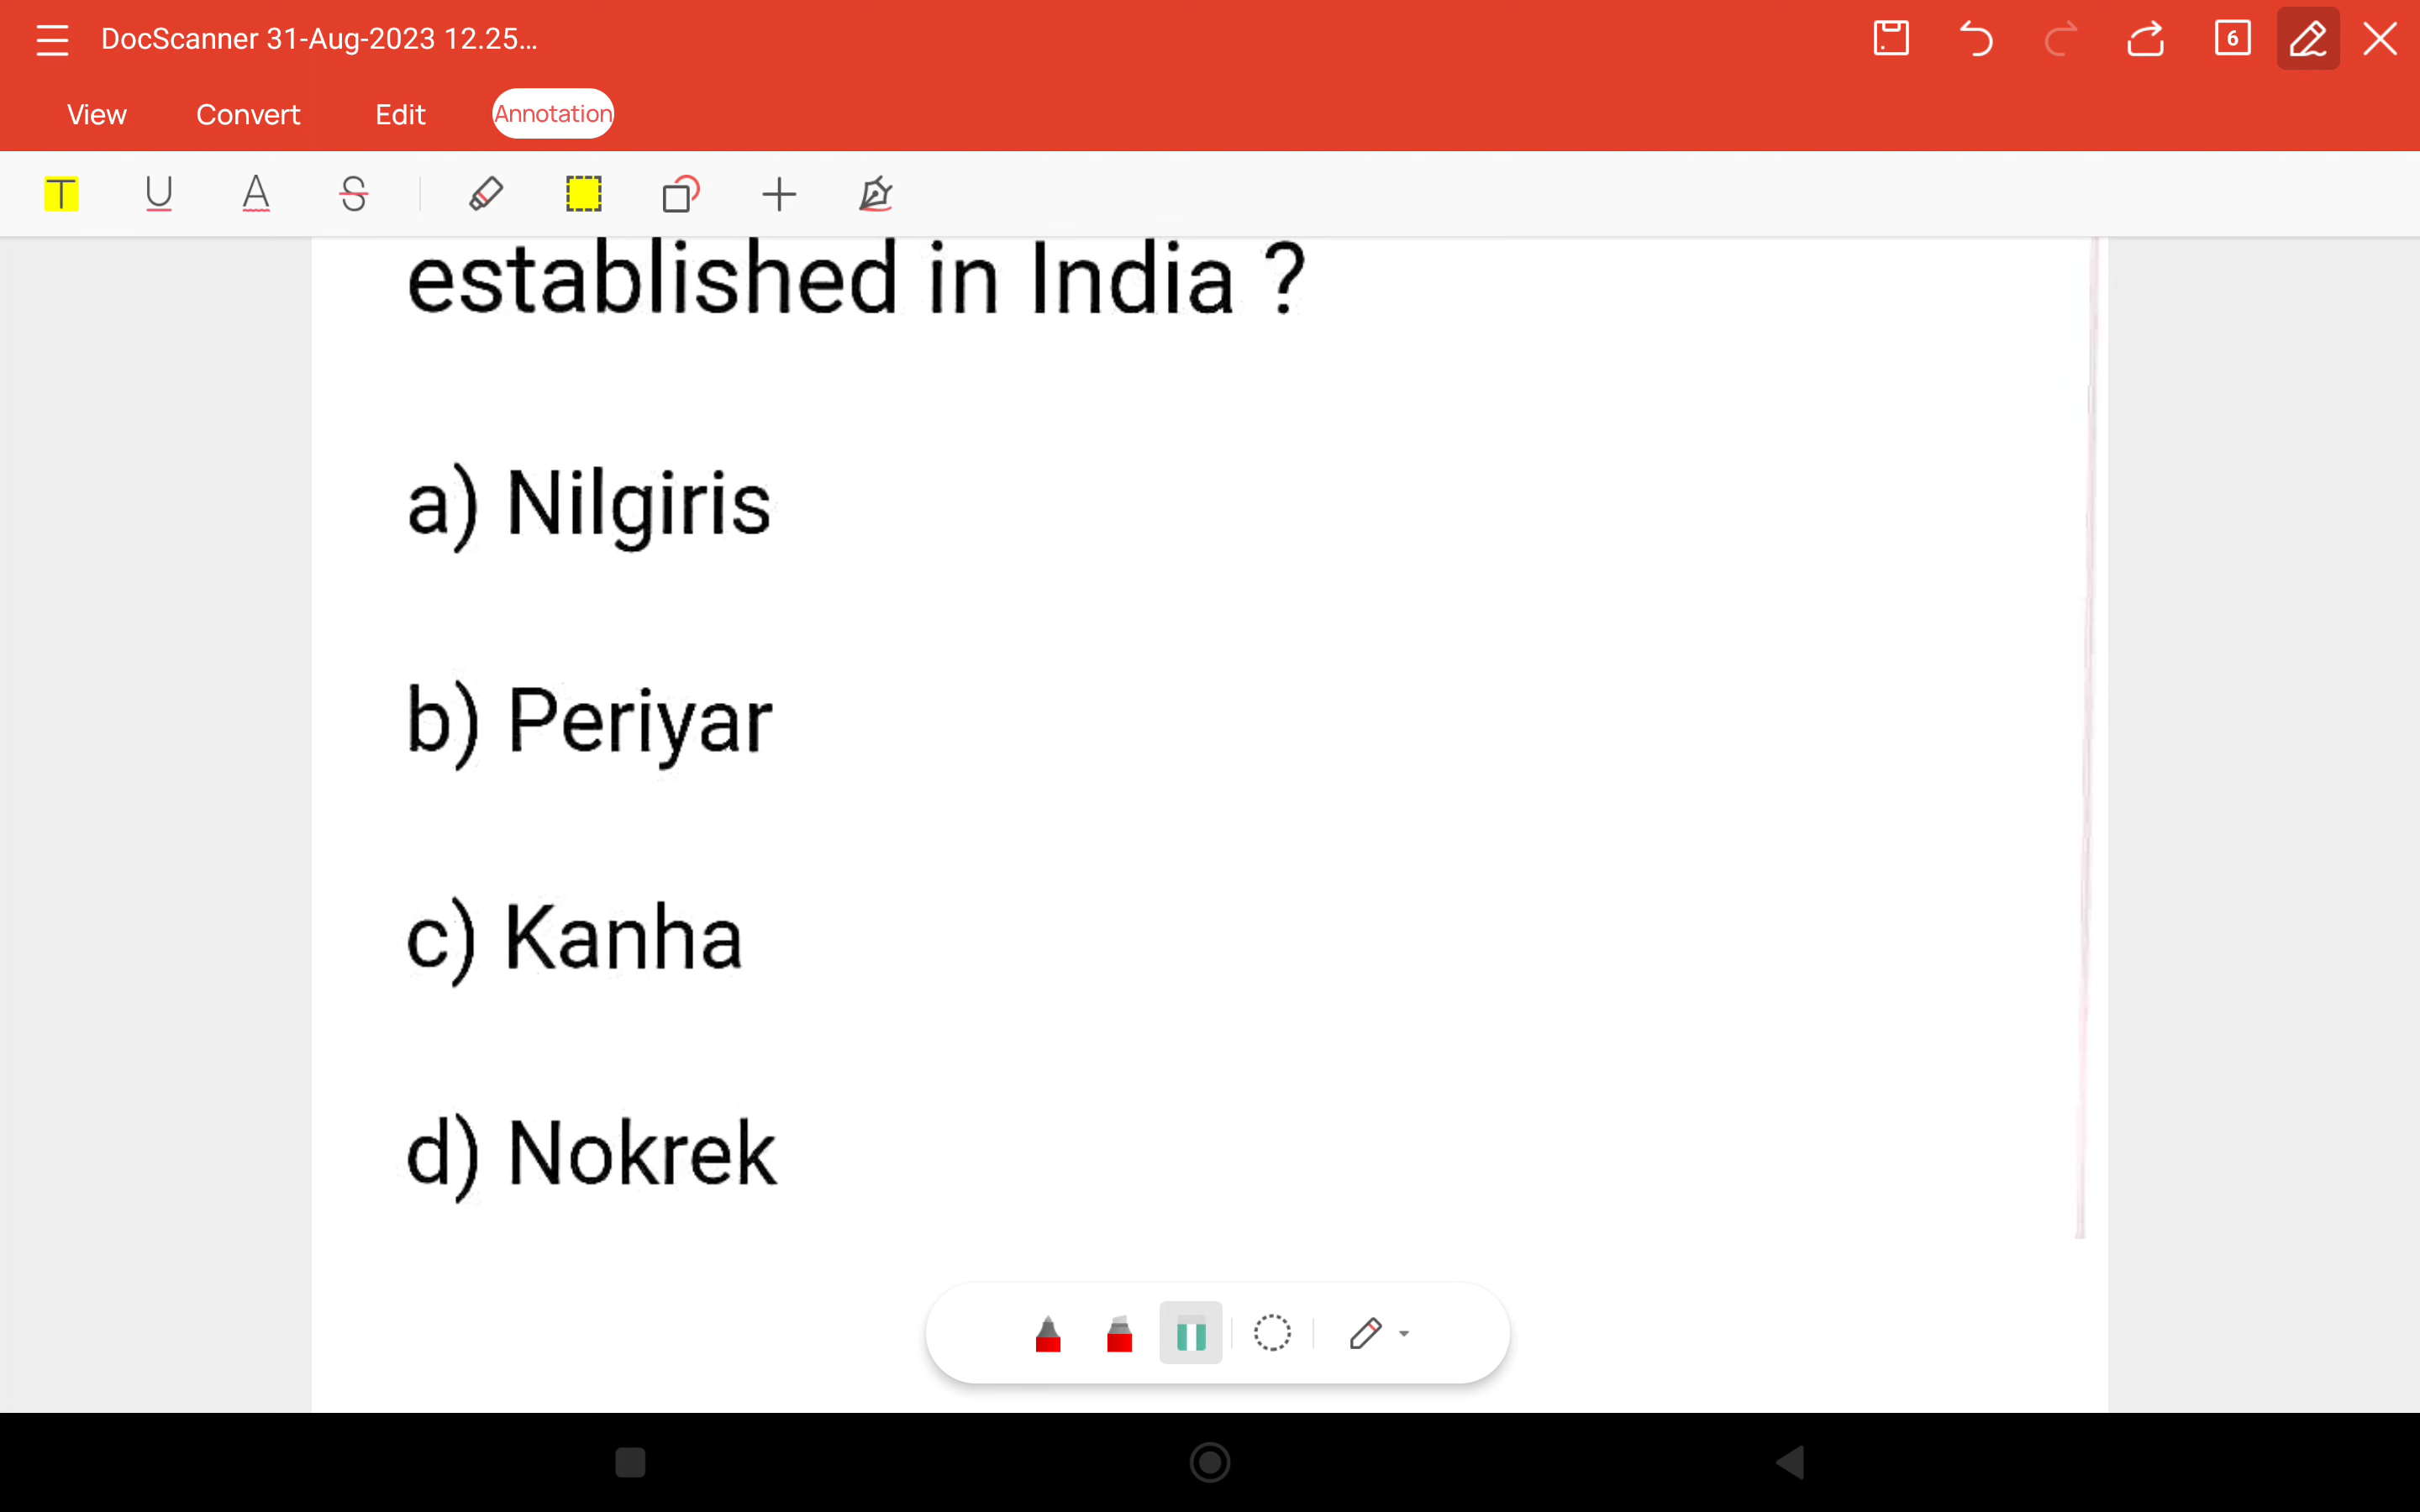 DocScanner 31-Aug-2023 12.25...
6
View Convert Edit Annotation
T U A S
established in India ?
a) Nilgiris
b) Periyar
c) Kanha
d) Nokrek